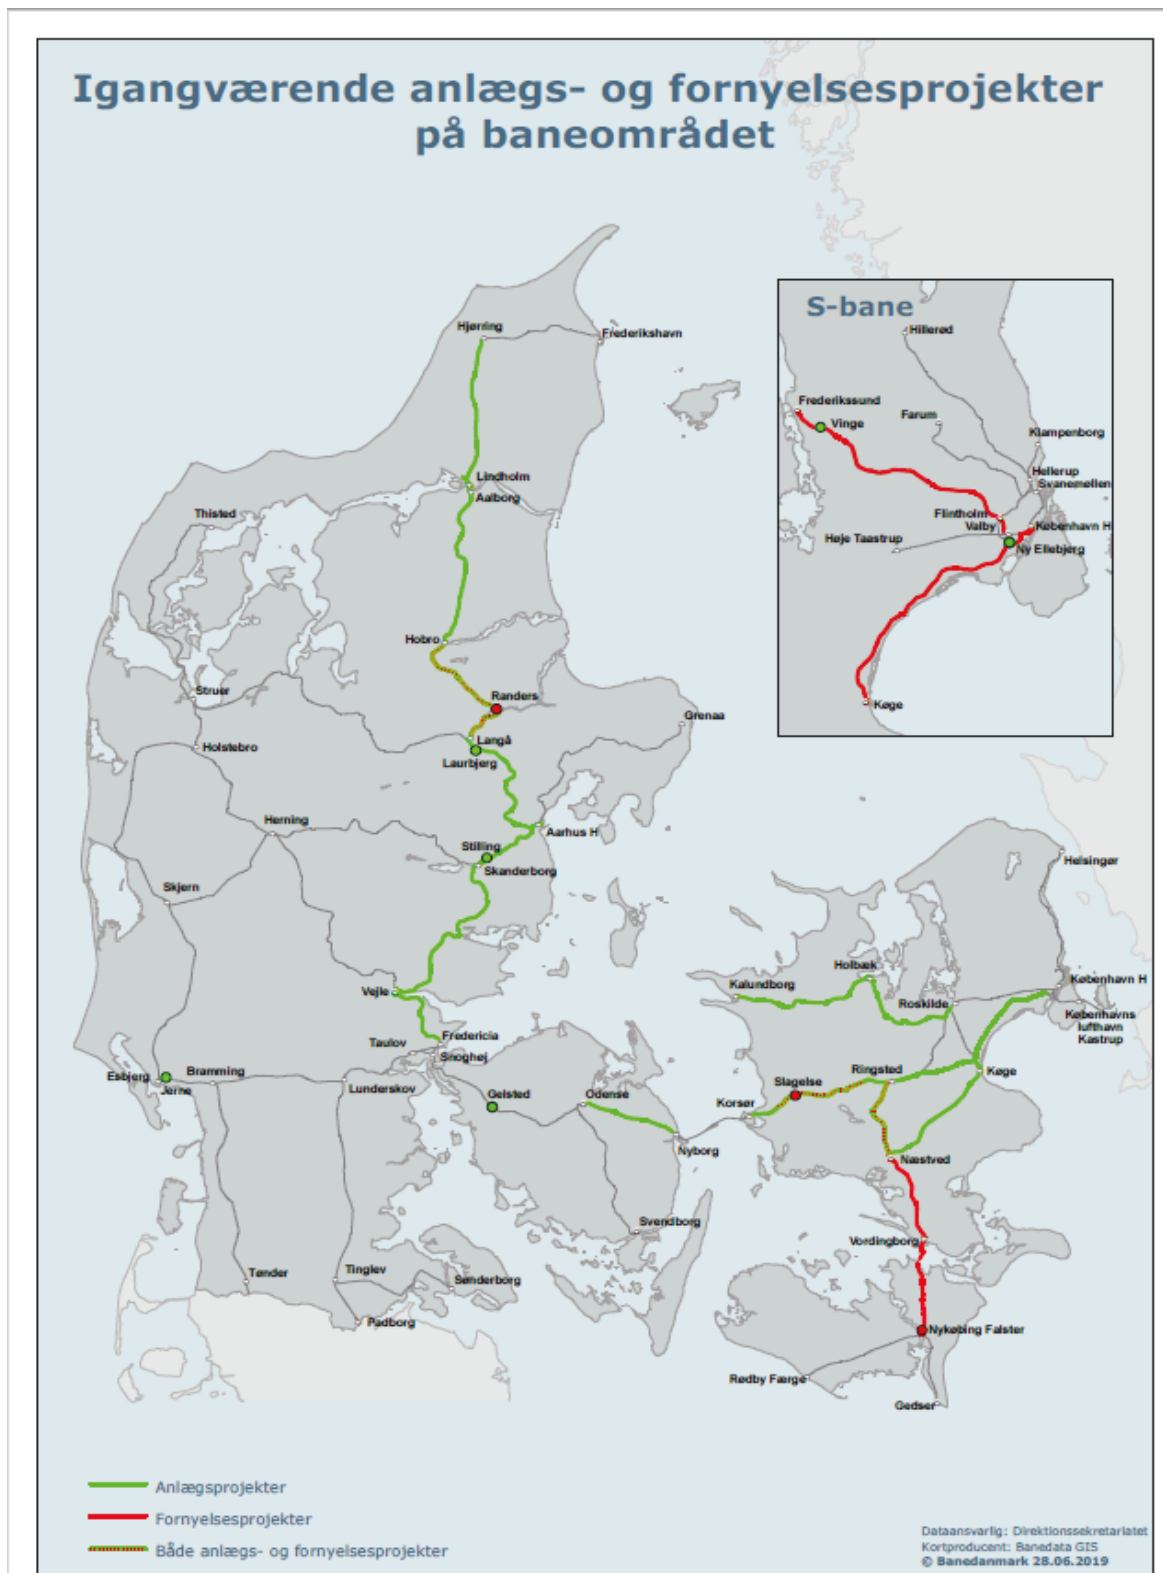 Igangværende anlægs- og fornyelsesprojekter
på baneområdet
S-bane
Hillerød
Frederikssund
Vinge
Farum
Klampenborg
Hellerup
Svanemøllen
Flintholm
Valby
København H
Høje Taastrup
Ny Ellebjerg
Køge
Hjørring
Frederikshavn
Lindholm
Aalborg
Thisted
Hobro
Struer
Randers
Grenaa
Holstebro
Langå
Laurbjerg
Herning
Aarhus H
Stilling
Skanderborg
Skjern
Helsingør
Holbæk
Kalundborg
København H
Vejle
Roskilde
Københavns
lufthavn
Kastrup
Fredericia
Taulov
Snoghøj
Esbjerg
Bramming
Jerne
Lunderskov
Gelsted
Odense
Korsør
Slagelse
Ringsted
Køge
Nyborg
Næstved
Svendborg
Vordingborg
Tønder
Tinglev
Sønderborg
Padborg
Nykøbing Falster
Rødby Færge
Gedser
Anlægsprojekter
Fornyelsesprojekter
Både anlægs- og fornyelsesprojekter
Dataansvarlig: Direktionssekretariatet
Kortproducent: Banedata GIS
© Banedanmark 28.06.2019